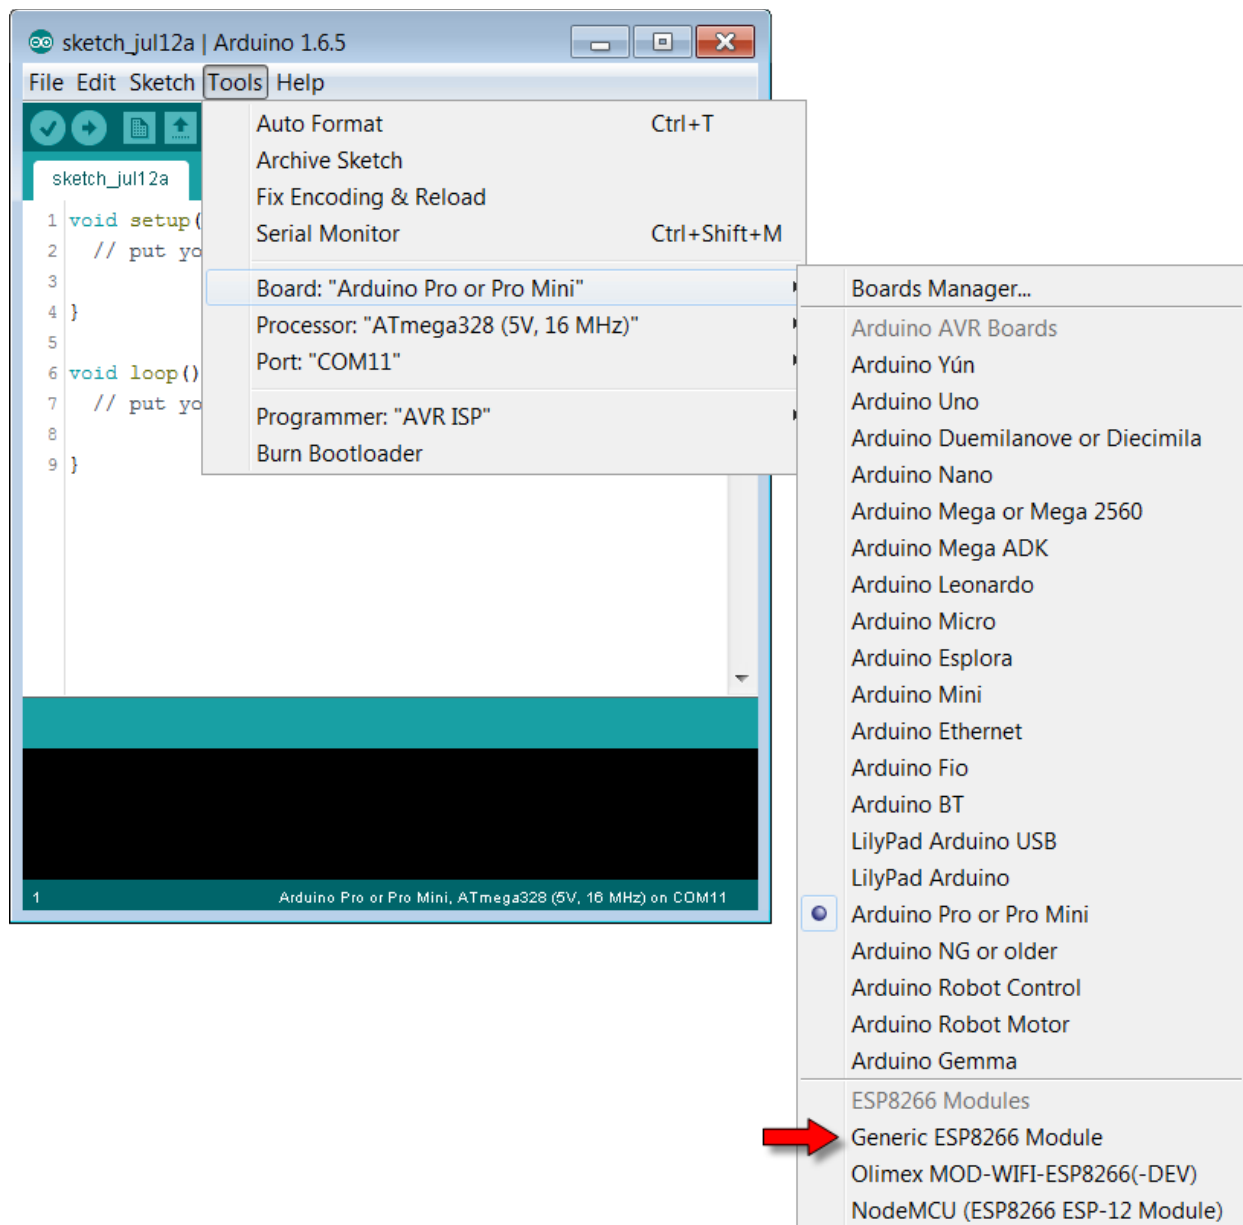 sketch_jul12a | Arduino 1.6.5
File Edit Sketch Tools Help
Auto Format Ctrl+T
Archive Sketch
Fix Encoding & Reload
Serial Monitor Ctrl+Shift+M
Board: "Arduino Pro or Pro Mini"
Processor: "ATmega328 (5V, 16 MHz)"
Port: "COM11"
Programmer: "AVR ISP"
Burn Bootloader
sketch_jul12a
1 void setup(
2 // put yo
3
4 }
5
6 void loop()
7 // put yo
8
9 }
1 Arduino Pro or Pro Mini, ATmega328 (5V, 16 MHz) on COM11
Boards Manager...
Arduino AVR Boards
Arduino Yún
Arduino Uno
Arduino Duemilanove or Diecimila
Arduino Nano
Arduino Mega or Mega 2560
Arduino Mega ADK
Arduino Leonardo
Arduino Micro
Arduino Esplora
Arduino Mini
Arduino Ethernet
Arduino Fio
Arduino BT
LilyPad Arduino USB
LilyPad Arduino
Arduino Pro or Pro Mini
Arduino NG or older
Arduino Robot Control
Arduino Robot Motor
Arduino Gemma
ESP8266 Modules
Generic ESP8266 Module
Olimex MOD-WIFI-ESP8266(-DEV)
NodeMCU (ESP8266 ESP-12 Module)